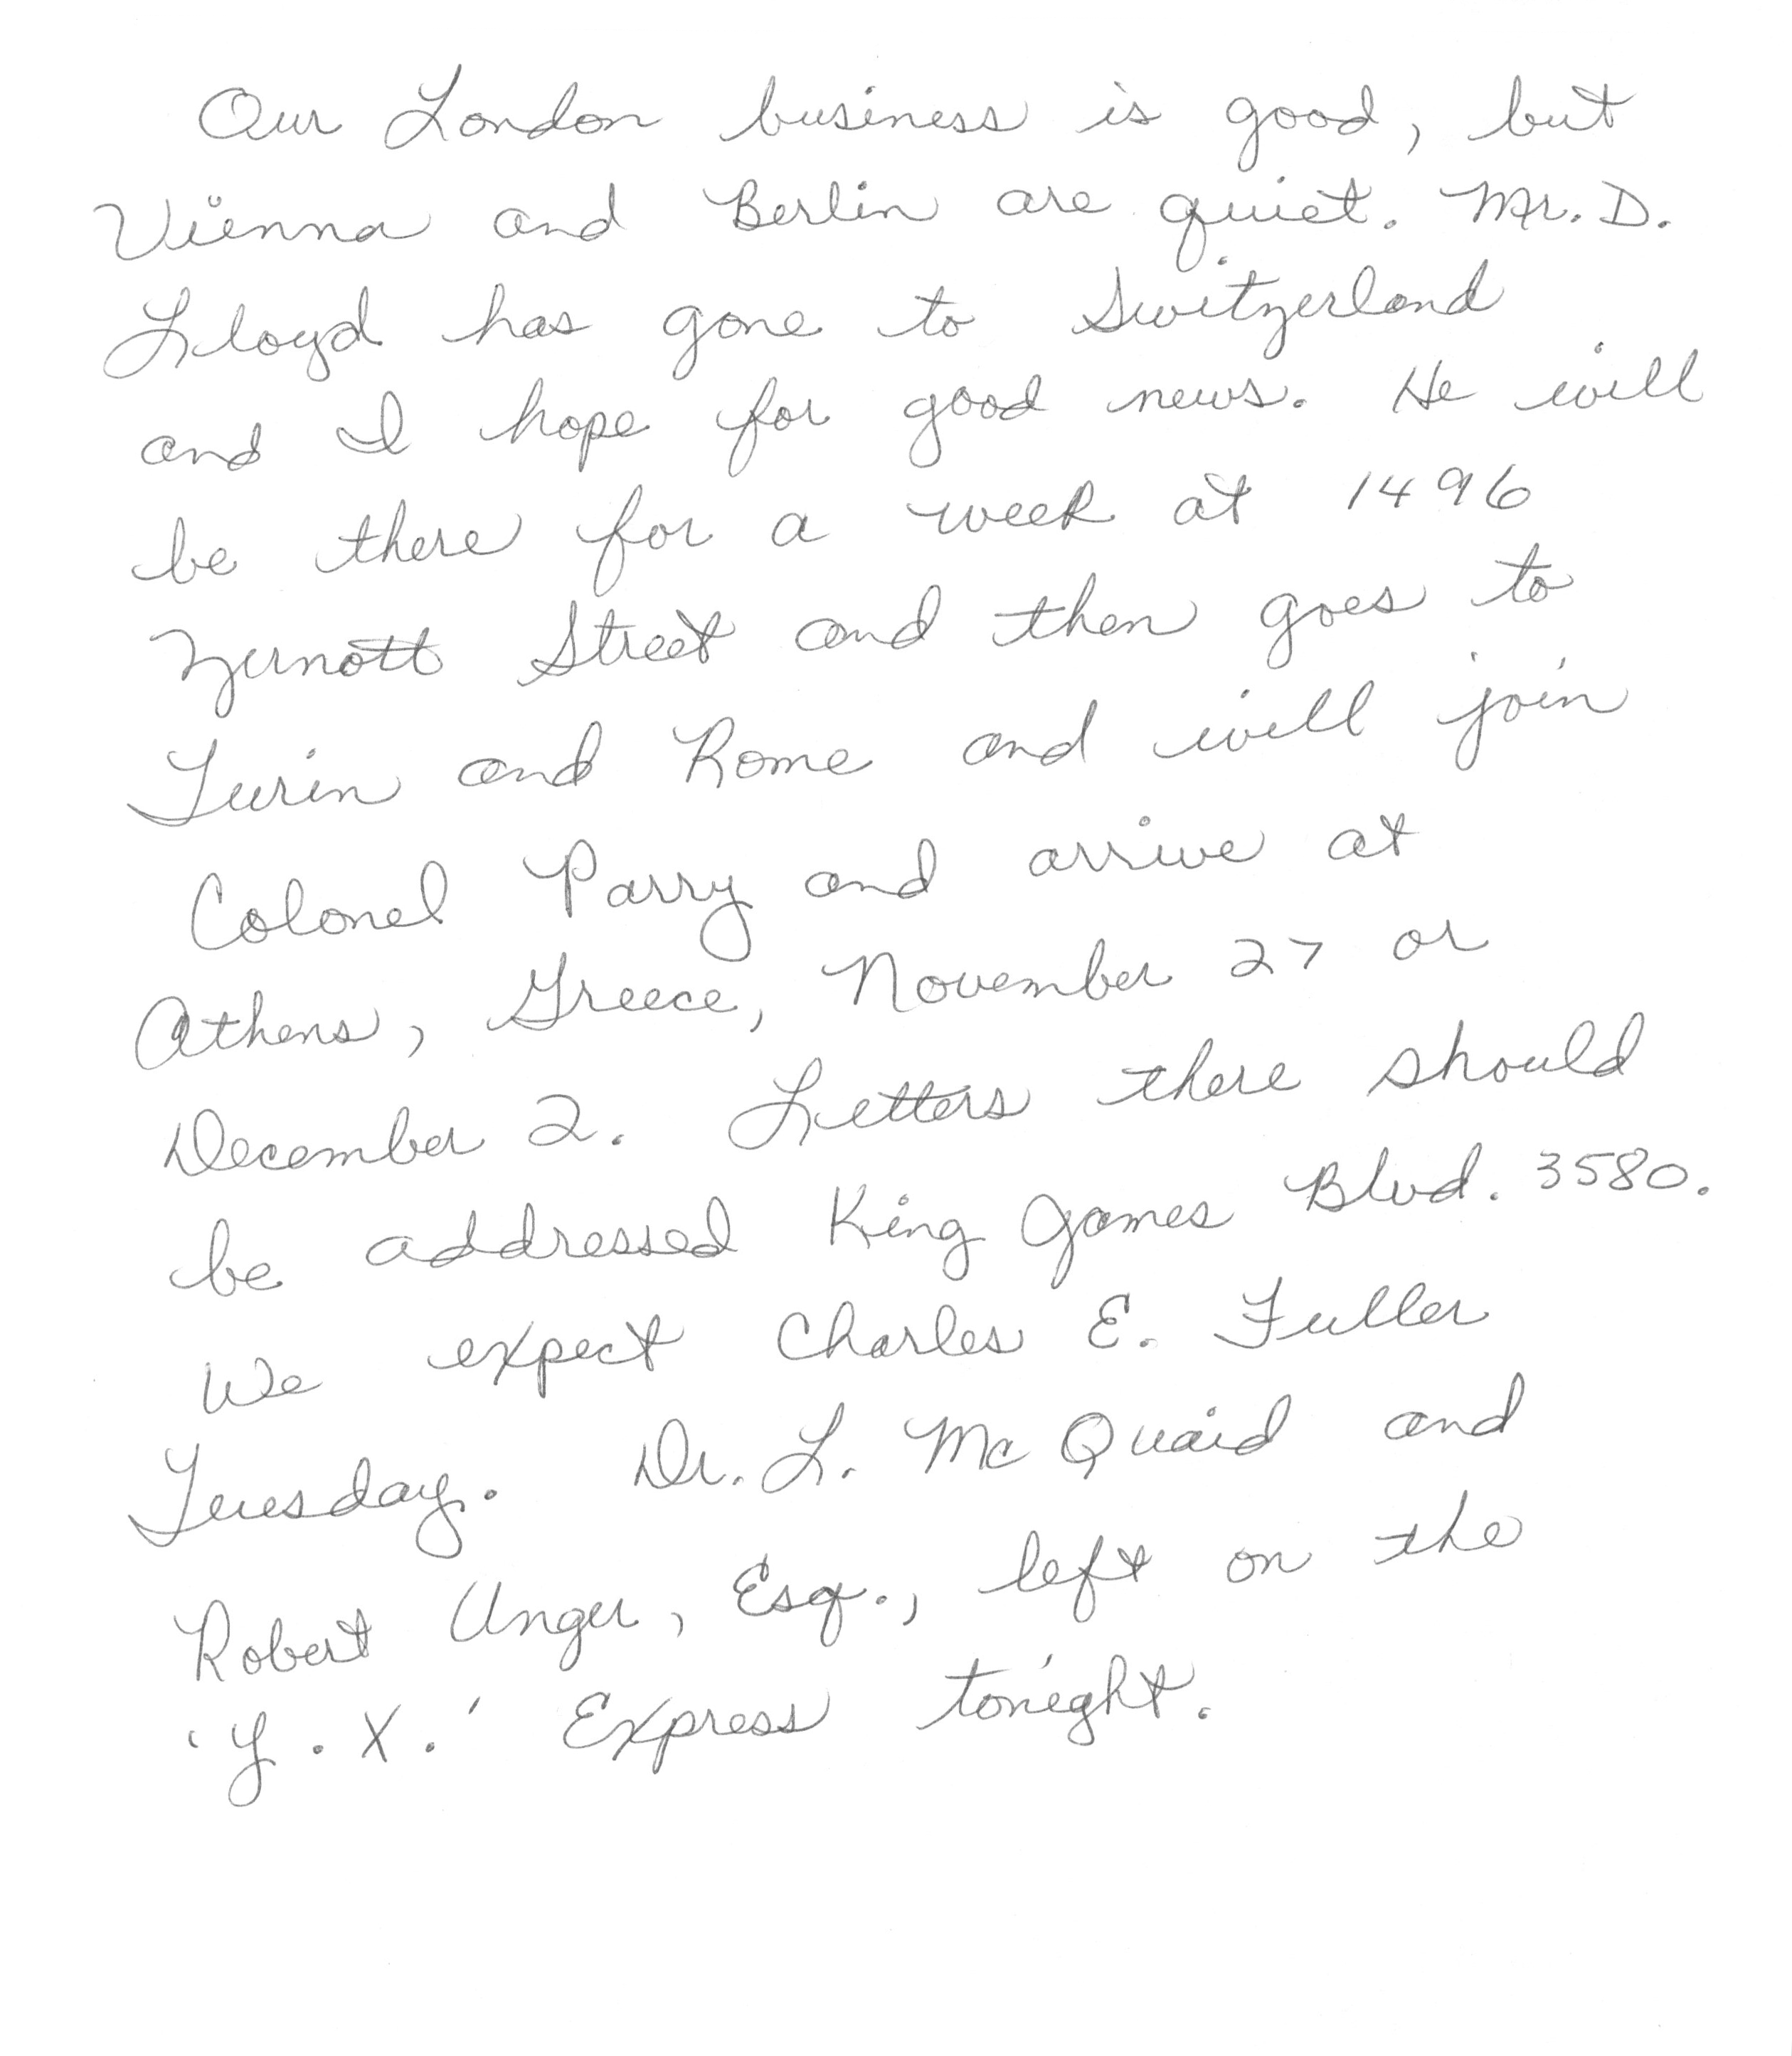 Our London business is good, but
Vienna and Berlin are quiet. Mr. D.
Lloyd has gone to Switzerland
and I hope for good news. He will
be there for a week at 1496
Zernott Street and then goes to
Turin and Rome and will join
Colonel Parry and arrive at
Athens, Greece, November 27 or
December 2. Letters there should
be addressed King James Blvd. 3580.
We expect Charles E. Fuller
Tuesday. Dr. L. Mc Quaid and
Robert Unger, Esq., left on the
'Y. X.' Express tonight.